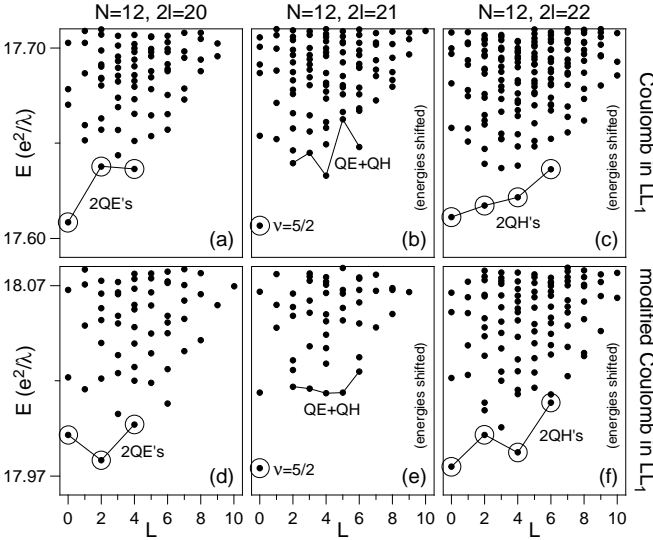 N=12, 2l=20
N=12, 2l=21
N=12, 2l=22
17.70
17.60
E (e²/λ)
2QE's
(a)
QE+QH
ν=5/2
(energies shifted)
(b)
2QH's
(energies shifted)
(c)
Coulomb in LL₁
18.07
17.97
E (e²/λ)
2QE's
(d)
QE+QH
ν=5/2
(energies shifted)
(e)
2QH's
(energies shifted)
(f)
modified Coulomb in LL₁
0 2 4 6 8 10
0 2 4 6 8 10
0 2 4 6 8 10
L
L
L